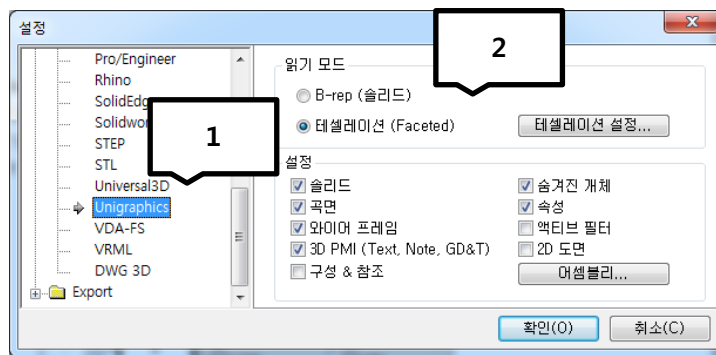 설정
Pro/Engineer
Rhino
SolidEdg
Solidwor
STEP
STL
Universal3D
Unigraphics
VDA-FS
VRML
DWG 3D
Export
1
2
읽기 모드
B-rep (솔리드)
테셀레이션 (Faceted)
테셀레이션 설정...
설정
솔리드
숨겨진 개체
곡면
속성
와이어 프레임
액티브 필터
3D PMI (Text, Note, GD&T)
2D 도면
구성 & 참조
어셈블리...
확인(O)
취소(C)